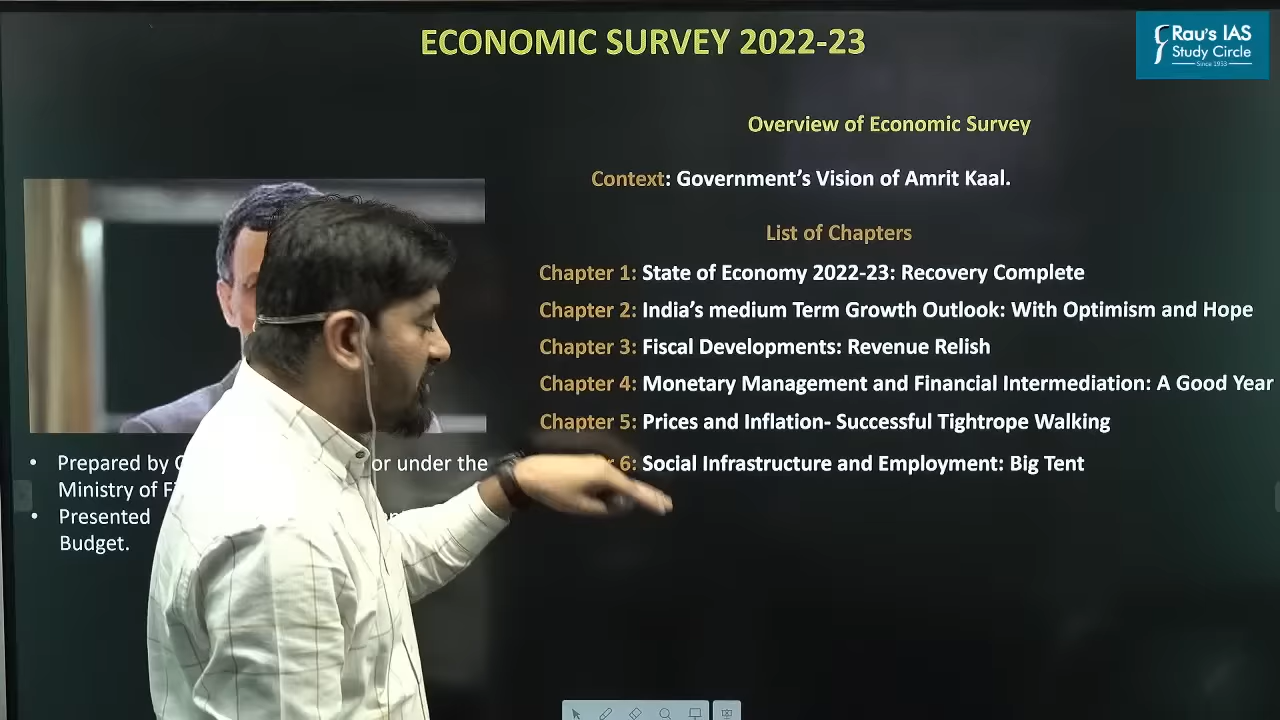 ECONOMIC SURVEY 2022-23
Rau's IAS
Study Circle
Since 1953
Overview of Economic Survey
Context: Government's Vision of Amrit Kaal.
List of Chapters
Chapter 1: State of Economy 2022-23: Recovery Complete
Chapter 2: India's medium Term Growth Outlook: With Optimism and Hope
Chapter 3: Fiscal Developments: Revenue Relish
Chapter 4: Monetary Management and Financial Intermediation: A Good Year
Chapter 5: Prices and Inflation- Successful Tightrope Walking
6: Social Infrastructure and Employment: Big Tent
• Prepared by under the
Ministry of
• Presented
Budget.